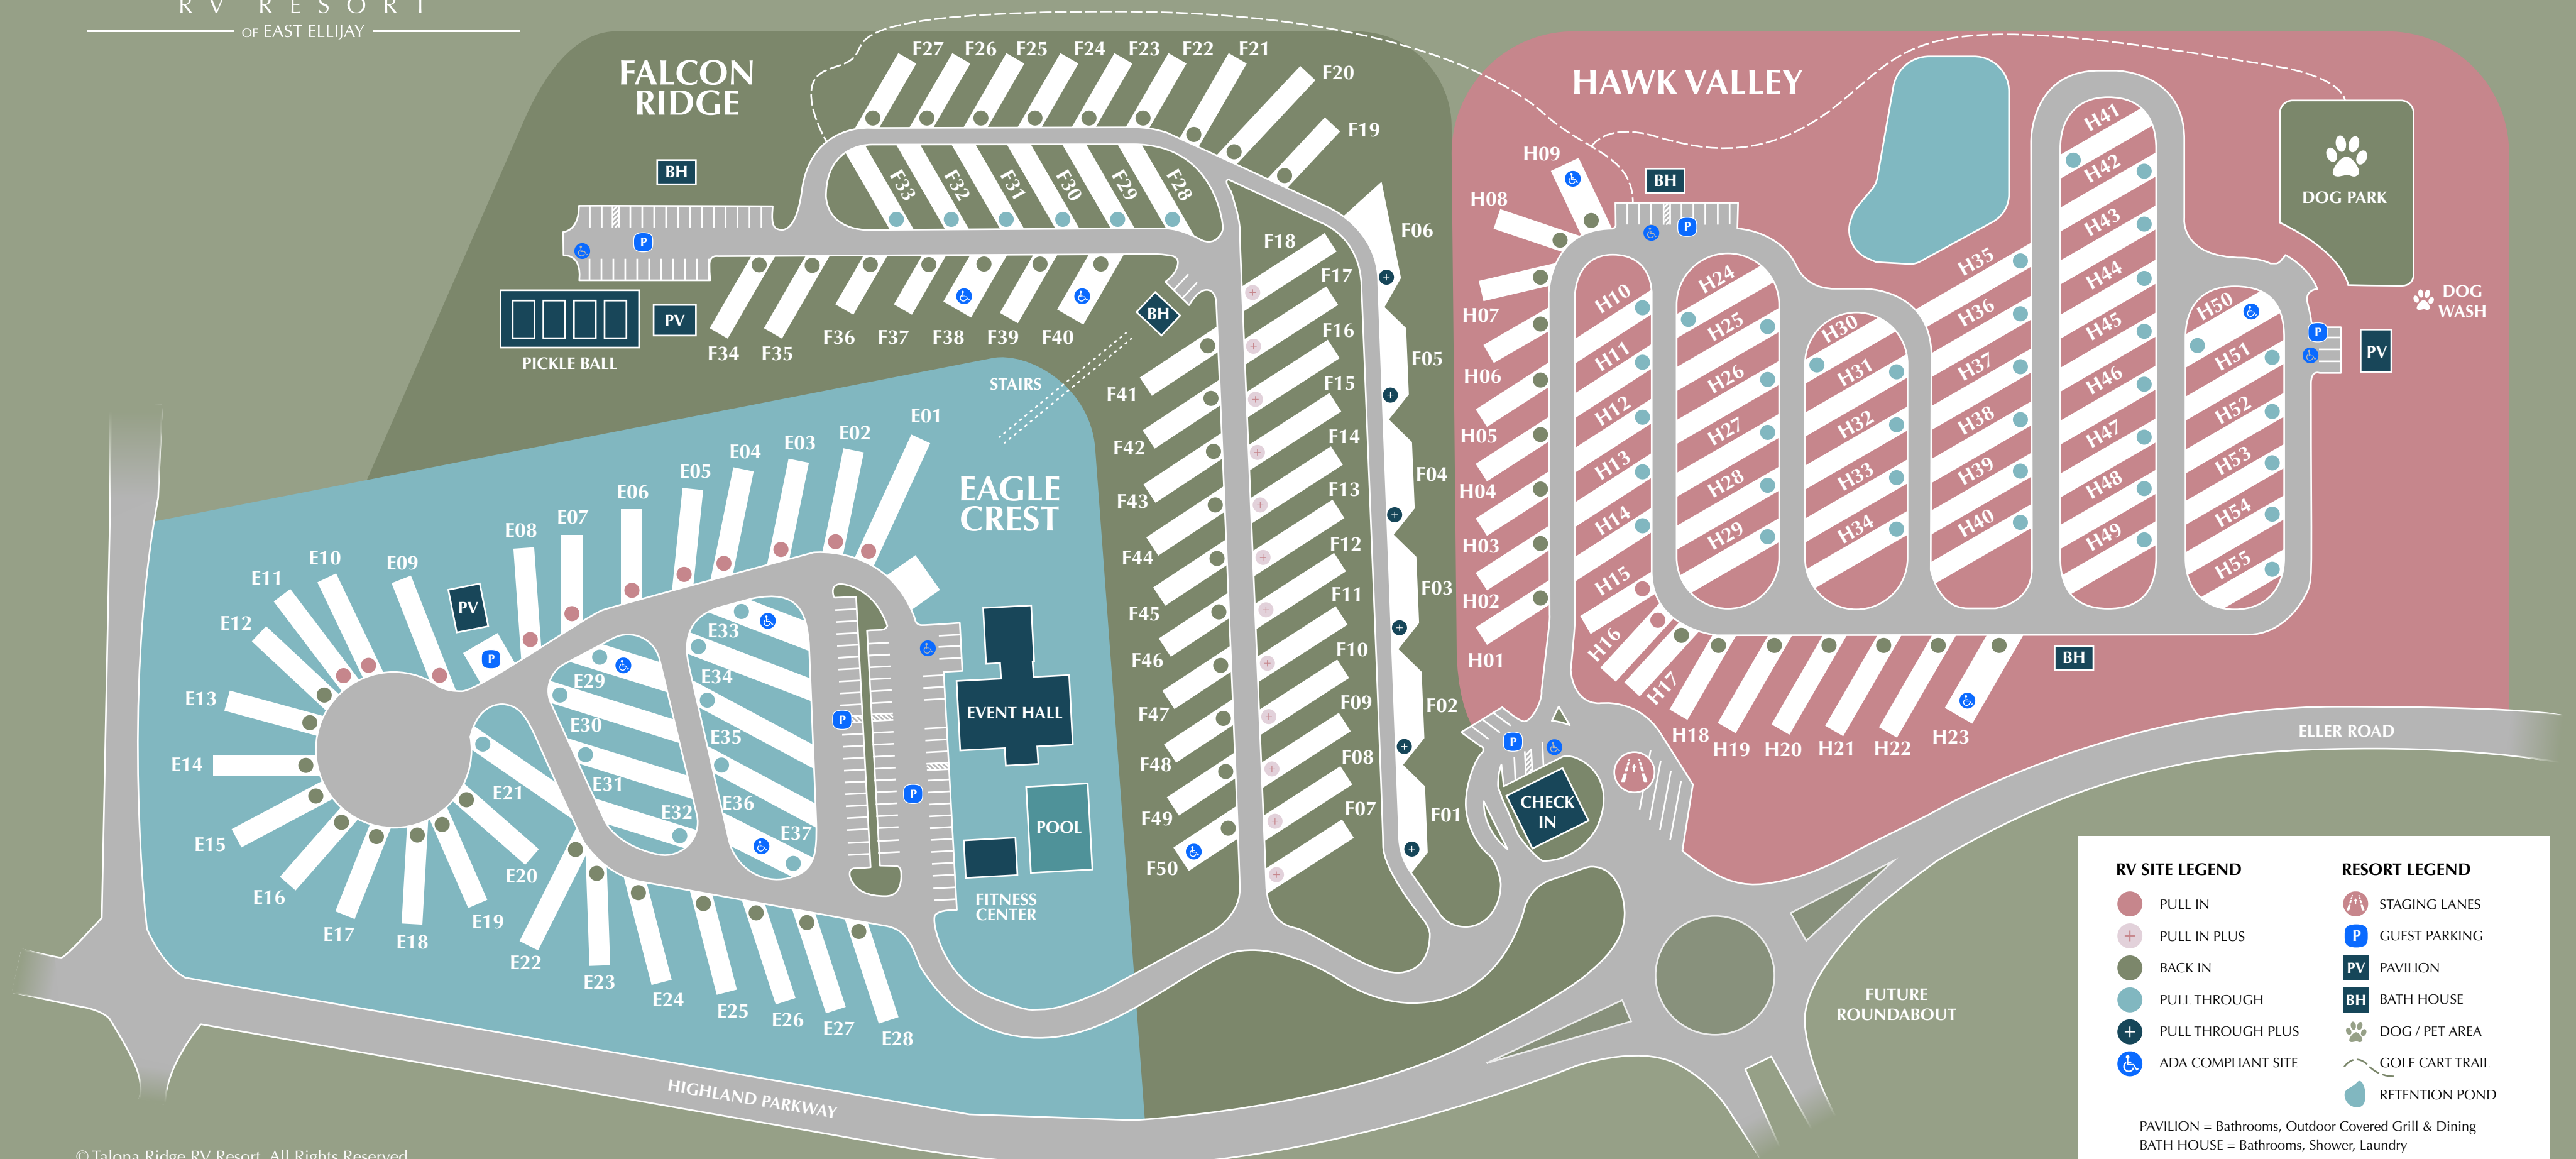 RV RESORT
OF EAST ELLIJAY
FALCON
RIDGE
F27 F26 F25 F24 F23 F22 F21
F20
F19
BH
F33 F32 F31 F30 F29 F28
P
PICKLE BALL
PV
F34 F35 F36 F37 F38 F39 F40
BH
STAIRS
F18
F17
F16
F15
F14
F13
F12
F11
F10
F09
F08
F07
F06
F05
F04
F03
F02
F01
F41
F42
F43
F44
F45
F46
F47
F48
F49
F50
HAWK VALLEY
H09
H08
H07
H06
H05
H04
H03
H02
H01
BH
P
H10
H11
H12
H13
H14
H15
H16
H17
H24
H25
H26
H27
H28
H29
H30
H31
H32
H33
H34
H35
H36
H37
H38
H39
H40
H41
H42
H43
H44
H45
H46
H47
H48
H49
H50
H51
H52
H53
H54
H55
DOG PARK
DOG
WASH
P
PV
BH
H18 H19 H20 H21 H22 H23
ELLER ROAD
P
CHECK
IN
EAGLE
CREST
E01
E02
E03
E04
E05
E06
E07
E08
E09
E10
E11
E12
E13
E14
E15
E16
E17
E18
E19
E20
E21
PV
P
E29
E30
E31
E32
E33
E34
E35
E36
E37
P
P
EVENT HALL
POOL
FITNESS
CENTER
E22
E23
E24
E25
E26
E27
E28
HIGHLAND PARKWAY
FUTURE
ROUNDABOUT
RV SITE LEGEND
PULL IN
+ PULL IN PLUS
BACK IN
PULL THROUGH
+ PULL THROUGH PLUS
ADA COMPLIANT SITE
RESORT LEGEND
STAGING LANES
P GUEST PARKING
PV PAVILION
BH BATH HOUSE
DOG / PET AREA
GOLF CART TRAIL
RETENTION POND
PAVILION = Bathrooms, Outdoor Covered Grill & Dining
BATH HOUSE = Bathrooms, Shower, Laundry
© Talona Ridge RV Resort. All Rights Reserved